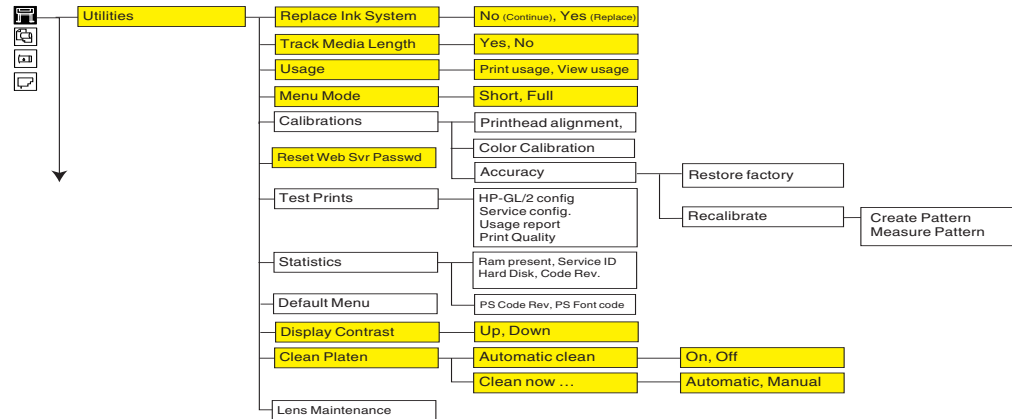 Utilities
Replace Ink System
No (Continue), Yes (Replace)
Track Media Length
Yes, No
Usage
Print usage, View usage
Menu Mode
Short, Full
Calibrations
Printhead alignment,
Color Calibration
Reset Web Svr Passwd
Accuracy
Restore factory
Test Prints
HP-GL/2 config
Service config.
Usage report
Print Quality
Recalibrate
Create Pattern
Measure Pattern
Statistics
Ram present, Service ID
Hard Disk, Code Rev.
Default Menu
PS Code Rev, PS Font code
Display Contrast
Up, Down
Clean Platen
Automatic clean
On, Off
Clean now ...
Automatic, Manual
Lens Maintenance